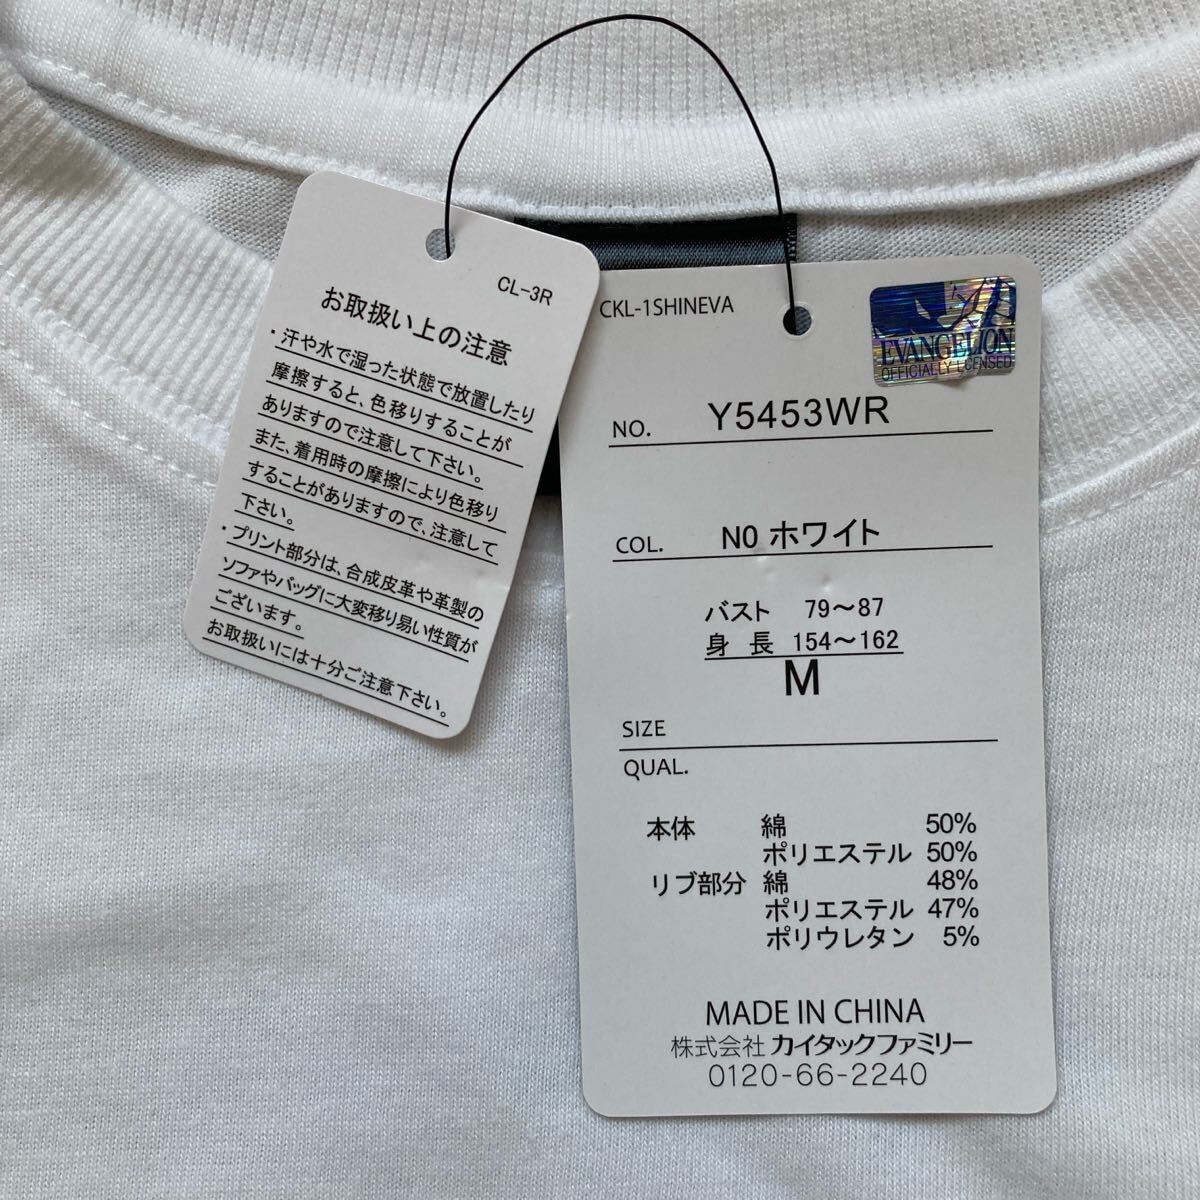 CL-3R
お取扱い上の注意
・汗や水で湿った状態で放置したり
摩擦すると、色移りすることが
ありますので注意して下さい。
また、着用時の摩擦により色移り
することがありますので、注意して
下さい。
・プリント部分は、合成皮革や革製の
ソファやバッグに大変移り易い性質が
ございます。
お取扱いには十分ご注意下さい。
CKL-1SHINEVA
EVANGELION
OFFICIALLY LICENSED
NO. Y5453WR
COL. N0 ホワイト
バスト 79～87
身長 154～162
M
SIZE
QUAL.
本体 綿 50%
ポリエステル 50%
リブ部分 綿 48%
ポリエステル 47%
ポリウレタン 5%
MADE IN CHINA
株式会社 カイタックファミリー
0120-66-2240